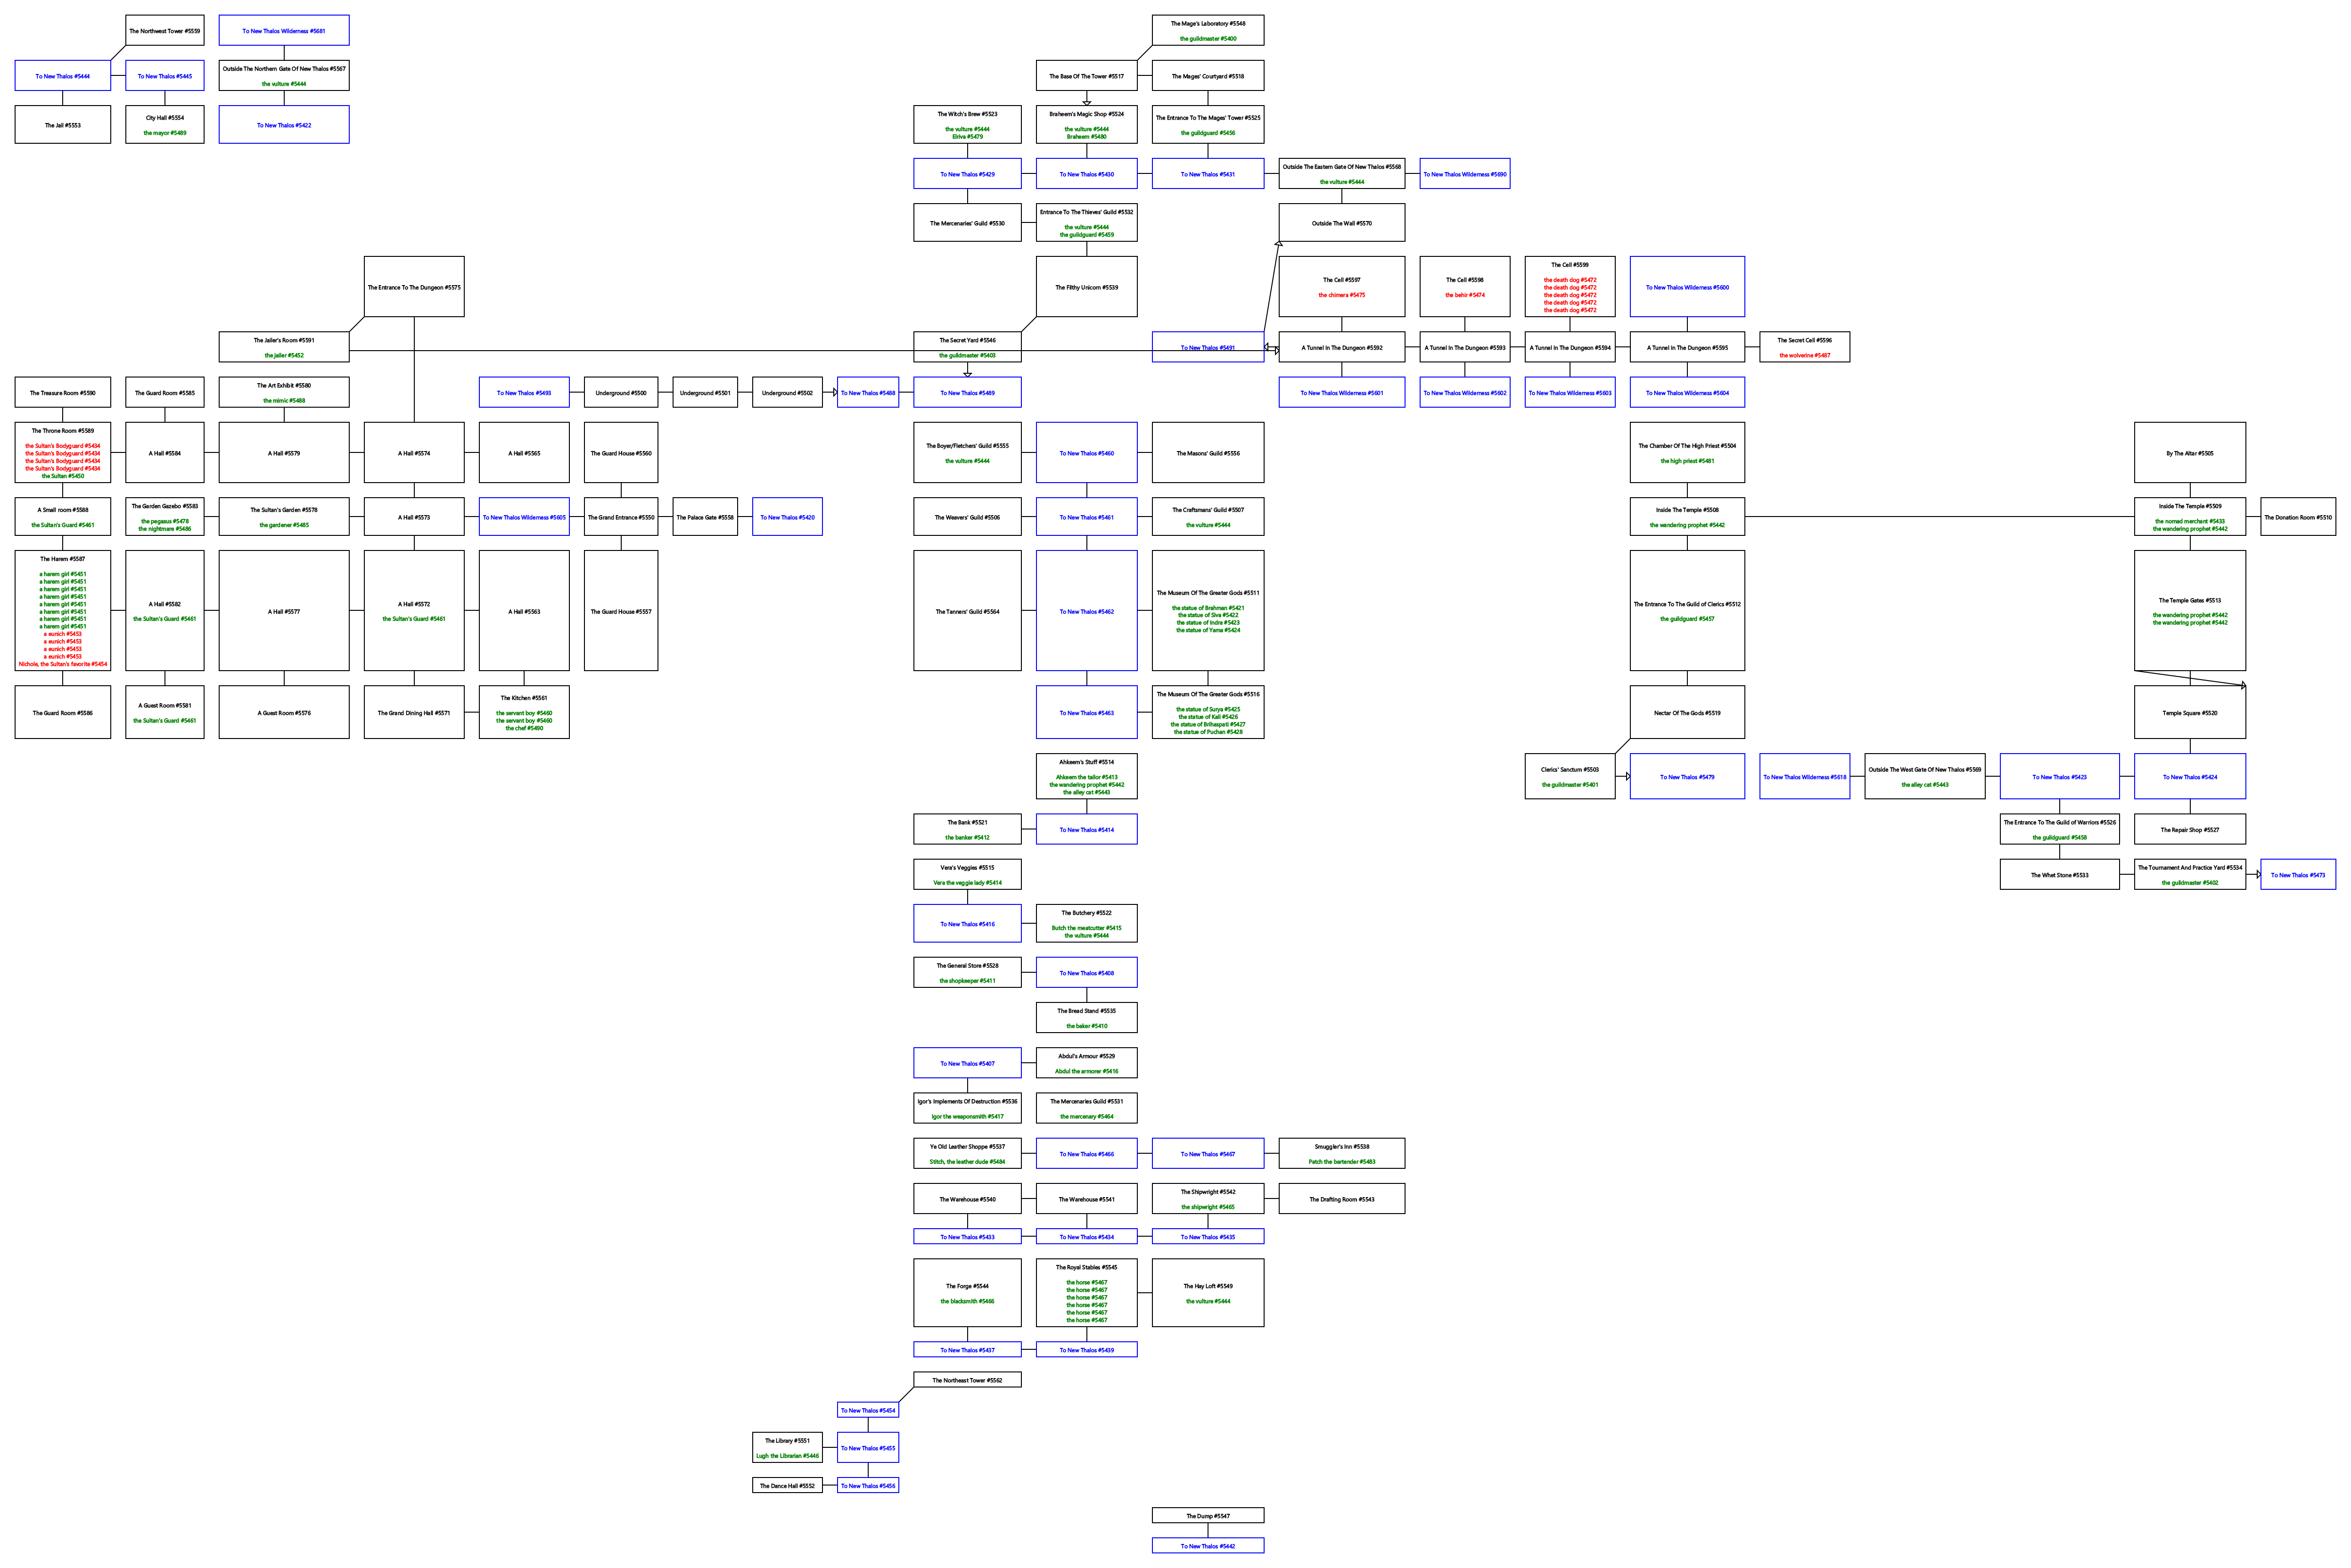 The Mage's Laboratory #5548
the guildmaster #5400
The Northwest Tower #5559
To New Thalos Wilderness #5681
To New Thalos #5444
To New Thalos #5445
Outside The Northern Gate Of New Thalos #5567
the vulture #5444
The Base Of The Tower #5517
The Mages' Courtyard #5518
The Jail #5553
City Hall #5554
the mayor #5489
To New Thalos #5422
The Witch's Brew #5523
the vulture #5444
Elriva #5479
Braheem's Magic Shop #5524
the vulture #5444
Braheem #5480
The Entrance To The Mages' Tower #5525
the guildguard #5456
To New Thalos #5429
To New Thalos #5430
To New Thalos #5431
Outside The Eastern Gate Of New Thalos #5568
the vulture #5444
To New Thalos Wilderness #5690
The Mercenaries' Guild #5530
Entrance To The Thieves' Guild #5532
the vulture #5444
the guildguard #5459
Outside The Wall #5570
The Entrance To The Dungeon #5575
The Filthy Unicorn #5539
The Cell #5597
the chimera #5475
The Cell #5598
the behir #5474
The Cell #5599
the death dog #5472
the death dog #5472
the death dog #5472
the death dog #5472
the death dog #5472
To New Thalos Wilderness #5600
The Jailer's Room #5591
the jailer #5452
The Secret Yard #5546
the guildmaster #5403
To New Thalos #5491
A Tunnel In The Dungeon #5592
A Tunnel In The Dungeon #5593
A Tunnel In The Dungeon #5594
A Tunnel In The Dungeon #5595
The Secret Cell #5596
the wolverine #5487
The Treasure Room #5590
The Guard Room #5585
The Art Exhibit #5580
the mimic #5488
To New Thalos #5493
Underground #5500
Underground #5501
Underground #5502
To New Thalos #5488
To New Thalos #5489
To New Thalos Wilderness #5601
To New Thalos Wilderness #5602
To New Thalos Wilderness #5603
To New Thalos Wilderness #5604
The Throne Room #5589
the Sultan's Bodyguard #5434
the Sultan's Bodyguard #5434
the Sultan's Bodyguard #5434
the Sultan's Bodyguard #5434
the Sultan #5450
A Hall #5584
A Hall #5579
A Hall #5574
A Hall #5565
The Guard House #5560
The Boyer/Fletchers' Guild #5555
the vulture #5444
To New Thalos #5460
The Masons' Guild #5556
The Chamber Of The High Priest #5504
the high priest #5481
By The Altar #5505
A Small room #5588
the Sultan's Guard #5461
The Garden Gazebo #5583
the pegasus #5478
the nightmare #5486
The Sultan's Garden #5578
the gardener #5485
A Hall #5573
To New Thalos Wilderness #5605
The Grand Entrance #5550
The Palace Gate #5558
To New Thalos #5420
The Weavers' Guild #5506
To New Thalos #5461
The Craftsmans' Guild #5507
the vulture #5444
Inside The Temple #5508
the wandering prophet #5442
Inside The Temple #5509
the nomad merchant #5433
the wandering prophet #5442
The Donation Room #5510
The Harem #5587
a harem girl #5451
a harem girl #5451
a harem girl #5451
a harem girl #5451
a harem girl #5451
a harem girl #5451
a harem girl #5451
a harem girl #5451
a eunich #5453
a eunich #5453
a eunich #5453
a eunich #5453
Nichole, the Sultan's favorite #5454
A Hall #5582
the Sultan's Guard #5461
A Hall #5577
A Hall #5572
the Sultan's Guard #5461
A Hall #5563
The Guard House #5557
The Tanners' Guild #5564
To New Thalos #5462
The Museum Of The Greater Gods #5511
the statue of Brahman #5421
the statue of Siva #5422
the statue of Indra #5423
the statue of Yama #5424
The Entrance To The Guild of Clerics #5512
the guildguard #5457
The Temple Gates #5513
the wandering prophet #5442
the wandering prophet #5442
The Guard Room #5586
A Guest Room #5581
the Sultan's Guard #5461
A Guest Room #5576
The Grand Dining Hall #5571
The Kitchen #5561
the servant boy #5460
the servant boy #5460
the chef #5490
To New Thalos #5463
The Museum Of The Greater Gods #5516
the statue of Surya #5425
the statue of Kali #5426
the statue of Brihaspati #5427
the statue of Puchan #5428
Nectar Of The Gods #5519
Temple Square #5520
Ahkeem's Stuff #5514
Ahkeem the tailor #5413
the wandering prophet #5442
the alley cat #5443
Clerics' Sanctum #5503
the guildmaster #5401
To New Thalos #5479
To New Thalos Wilderness #5618
Outside The West Gate Of New Thalos #5569
the alley cat #5443
To New Thalos #5423
To New Thalos #5424
The Bank #5521
the banker #5412
To New Thalos #5414
The Entrance To The Guild of Warriors #5526
the guildguard #5458
The Repair Shop #5527
Vera's Veggies #5515
Vera the veggie lady #5414
The Whet Stone #5533
The Tournament And Practice Yard #5534
the guildmaster #5402
To New Thalos #5473
To New Thalos #5416
The Butchery #5522
Butch the meatcutter #5415
the vulture #5444
The General Store #5528
the shopkeeper #5411
To New Thalos #5408
The Bread Stand #5535
the baker #5410
To New Thalos #5407
Abdul's Armour #5529
Abdul the armorer #5416
Igor's Implements Of Destruction #5536
Igor the weaponsmith #5417
The Mercenaries Guild #5531
the mercenary #5464
Ye Old Leather Shoppe #5537
Stitch, the leather dude #5484
To New Thalos #5466
To New Thalos #5467
Smuggler's Inn #5538
Patch the bartender #5483
The Warehouse #5540
The Warehouse #5541
The Shipwright #5542
the shipwright #5465
The Drafting Room #5543
To New Thalos #5433
To New Thalos #5434
To New Thalos #5435
The Forge #5544
the blacksmith #5466
The Royal Stables #5545
the horse #5467
the horse #5467
the horse #5467
the horse #5467
the horse #5467
the horse #5467
The Hay Loft #5549
the vulture #5444
To New Thalos #5437
To New Thalos #5439
The Northeast Tower #5562
To New Thalos #5454
The Library #5551
Lugh the Librarian #5446
To New Thalos #5455
The Dance Hall #5552
To New Thalos #5456
The Dump #5547
To New Thalos #5442